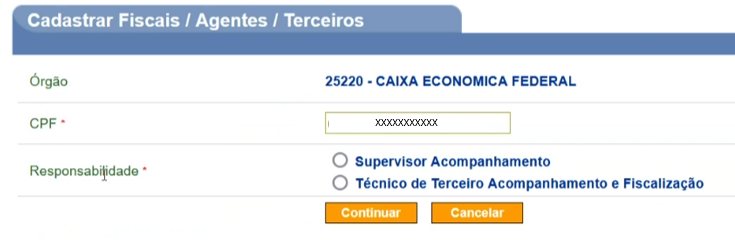 Cadastrar Fiscais / Agentes / Terceiros
Órgão 25220 - CAIXA ECONOMICA FEDERAL
CPF * xxxxxxxxxxx
Responsabilidade * Supervisor Acompanhamento
Técnico de Terceiro Acompanhamento e Fiscalização
Continuar Cancelar